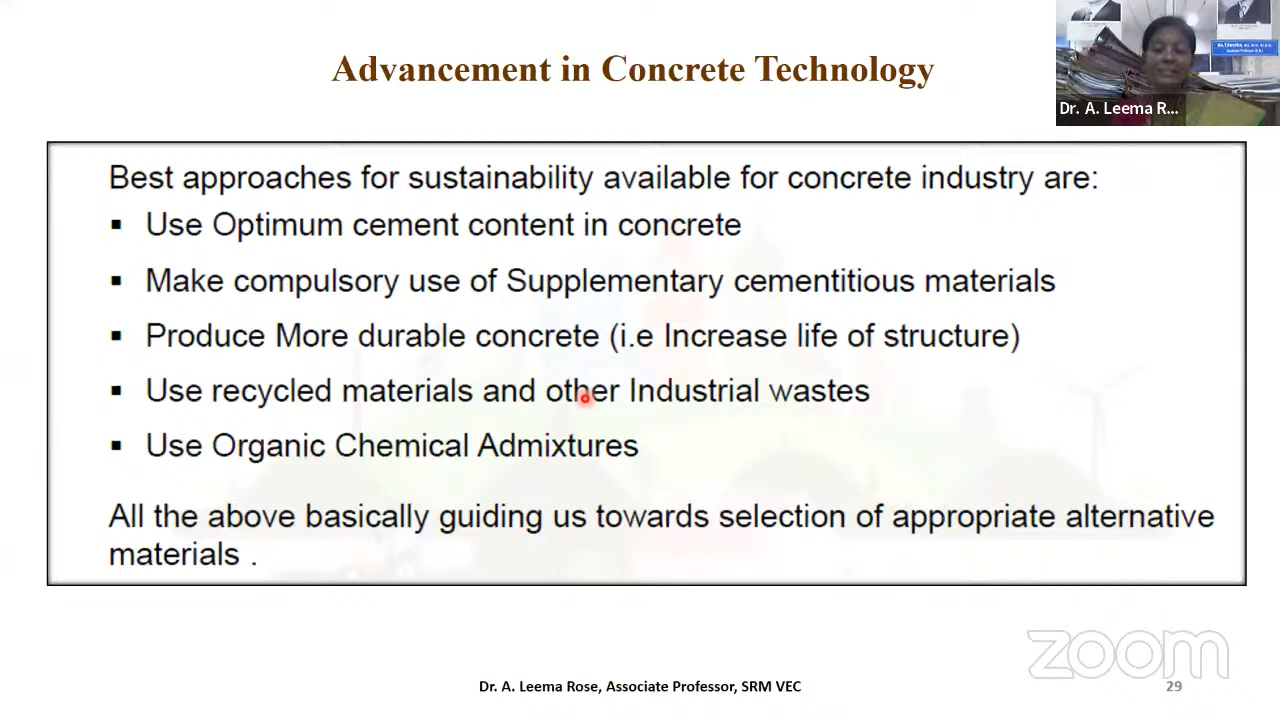 Advancement in Concrete Technology
Dr. A. Leema R...
Best approaches for sustainability available for concrete industry are:
▪ Use Optimum cement content in concrete
▪ Make compulsory use of Supplementary cementitious materials
▪ Produce More durable concrete (i.e Increase life of structure)
▪ Use recycled materials and other Industrial wastes
▪ Use Organic Chemical Admixtures
All the above basically guiding us towards selection of appropriate alternative
materials .
zoom
Dr. A. Leema Rose, Associate Professor, SRM VEC
29